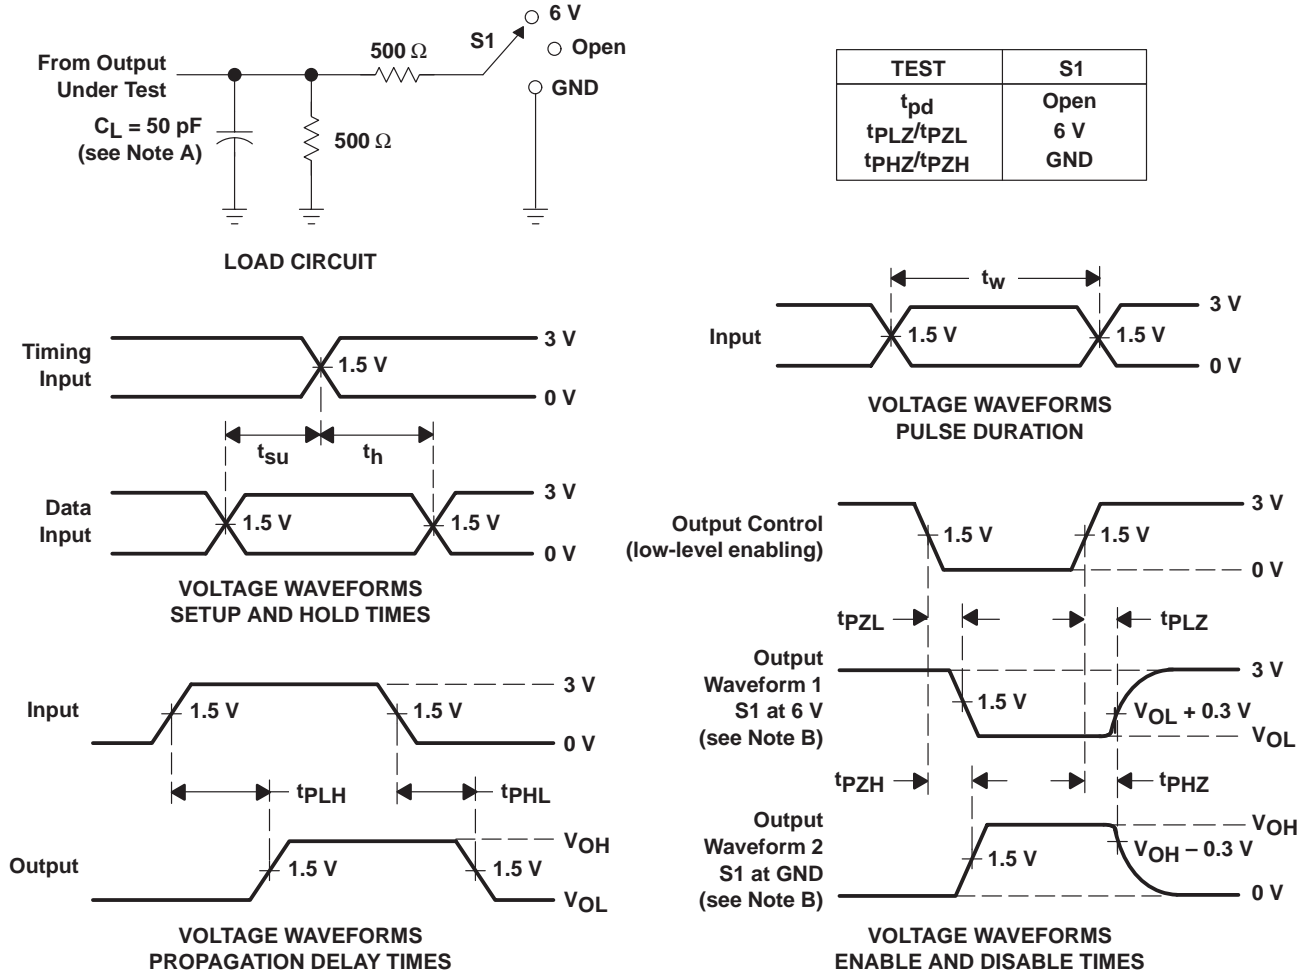 6 V
S1
500 Ω
Open
From Output
Under Test
GND
CL = 50 pF
(see Note A)
500 Ω
LOAD CIRCUIT
TEST S1
tpd Open
tPLZ/tPZL 6 V
tPHZ/tPZH GND
tw
3 V
Input
1.5 V
1.5 V
0 V
VOLTAGE WAVEFORMS
PULSE DURATION
3 V
Timing
Input
1.5 V
0 V
tsu
th
3 V
Data
Input
1.5 V
1.5 V
0 V
VOLTAGE WAVEFORMS
SETUP AND HOLD TIMES
3 V
Input
1.5 V
1.5 V
0 V
tPLH
tPHL
VOH
Output
1.5 V
1.5 V
VOL
VOLTAGE WAVEFORMS
PROPAGATION DELAY TIMES
3 V
Output Control
(low-level enabling)
1.5 V
1.5 V
0 V
tPZL
tPLZ
Output
Waveform 1
S1 at 6 V
(see Note B)
3 V
1.5 V
VOL + 0.3 V
VOL
tPZH
tPHZ
Output
Waveform 2
S1 at GND
(see Note B)
VOH
1.5 V
VOH – 0.3 V
0 V
VOLTAGE WAVEFORMS
ENABLE AND DISABLE TIMES